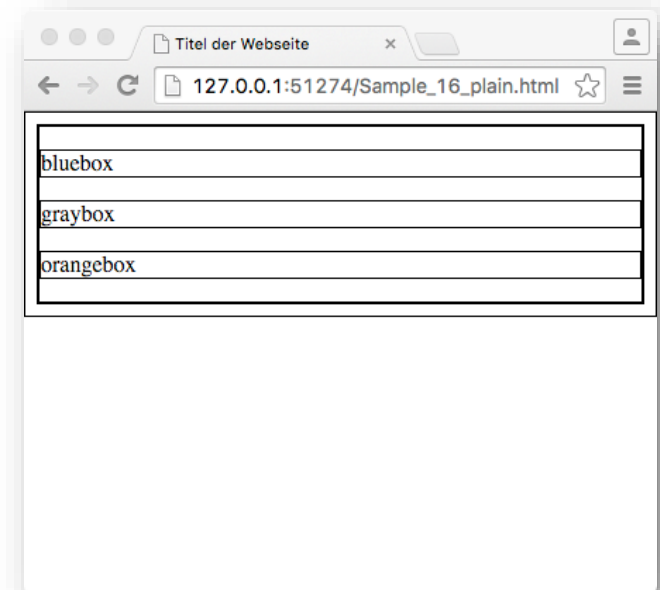 Titel der Webseite
127.0.0.1:51274/Sample_16_plain.html
bluebox
graybox
orangebox